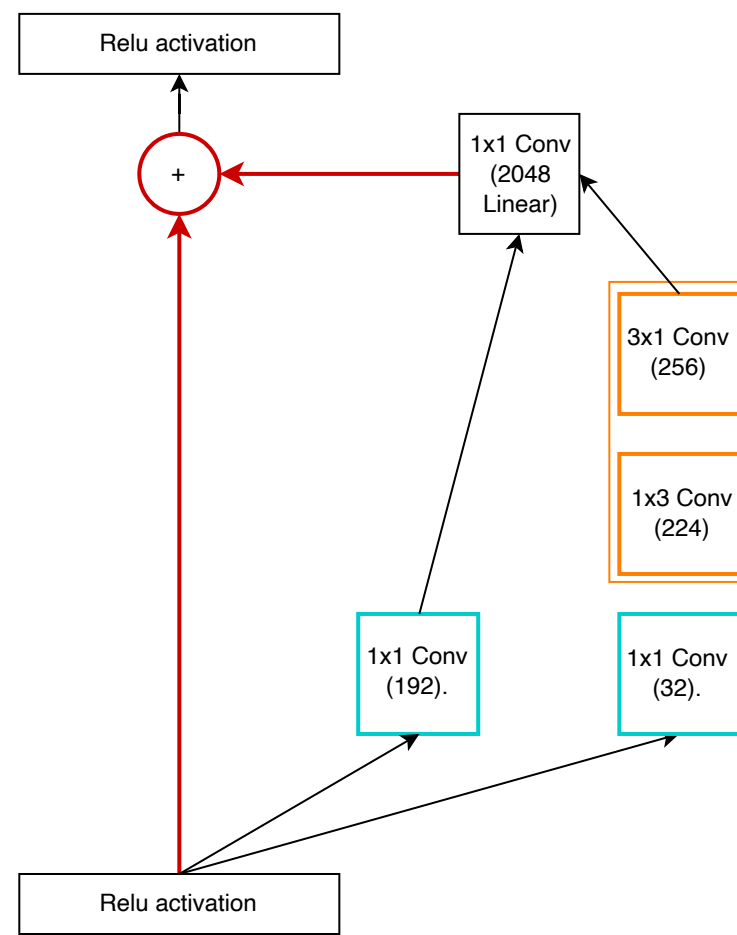 Relu activation
+
1x1 Conv
(2048
Linear)
3x1 Conv
(256)
1x3 Conv
(224)
1x1 Conv
(192).
1x1 Conv
(32).
Relu activation